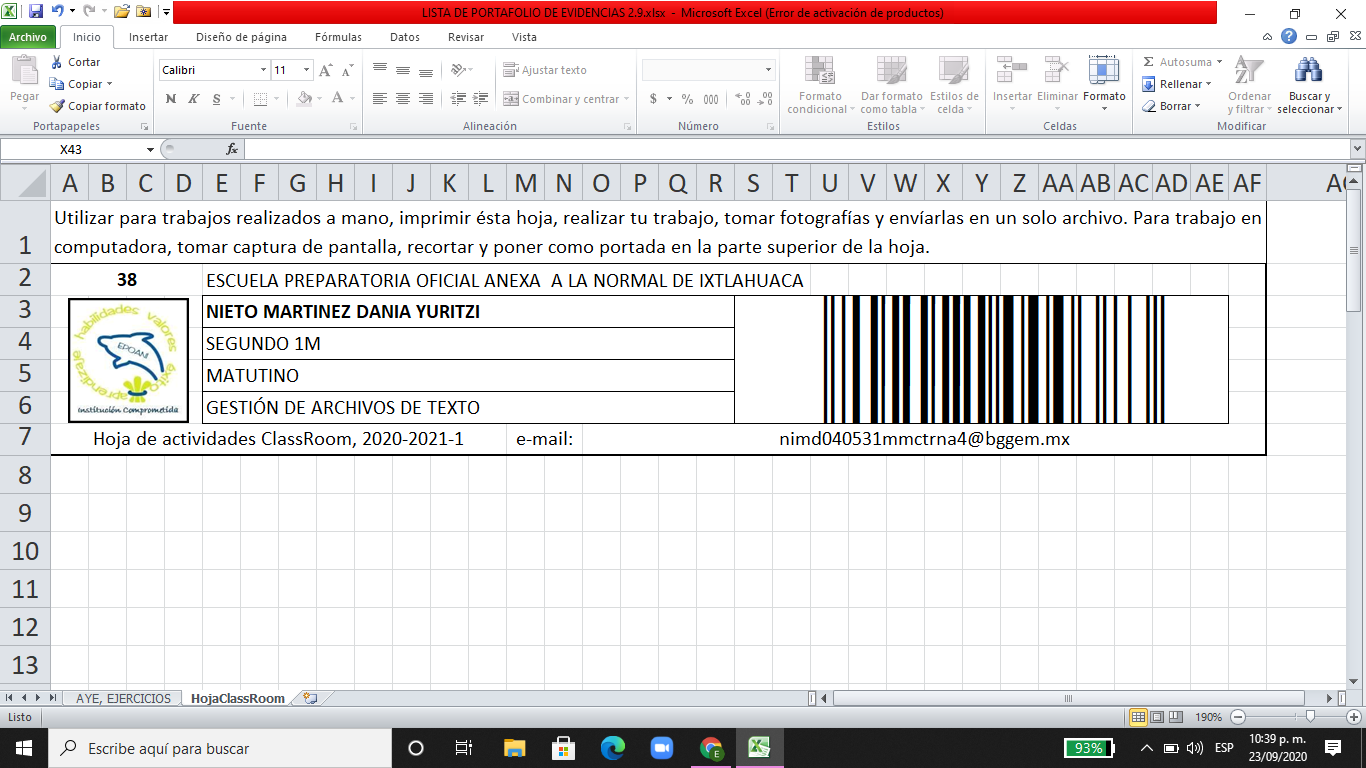 LISTA DE PORTAFOLIO DE EVIDENCIAS 2.9.xlsx - Microsoft Excel (Error de activación de productos)
Archivo Inicio Insertar Diseño de página Fórmulas Datos Revisar Vista
Pegar
Cortar
Copiar
Copiar formato
Portapapeles
Calibri 11
N K S
Fuente
Ajustar texto
Combinar y centrar
Alineación
$ % 000
Número
Formato condicional
Dar formato como tabla
Estilos de celda
Estilos
Insertar
Eliminar
Formato
Celdas
Autosuma
Rellenar
Borrar
Ordenar y filtrar
Buscar y seleccionar
Modificar
X43 fx
A B C D E F G H I J K L M N O P Q R S T U V W X Y Z AA AB AC AD AE AF AG
1 Utilizar para trabajos realizados a mano, imprimir ésta hoja, realizar tu trabajo, tomar fotografías y envíarlas en un solo archivo. Para trabajo en
computadora, tomar captura de pantalla, recortar y poner como portada en la parte superior de la hoja.
2 38 ESCUELA PREPARATORIA OFICIAL ANEXA A LA NORMAL DE IXTLAHUACA
3 NIETO MARTINEZ DANIA YURITZI
4 SEGUNDO 1M
5 MATUTINO
6 GESTIÓN DE ARCHIVOS DE TEXTO
habilidades valores éxito aprendizaje
EPOANI
Institución Comprometida
7 Hoja de actividades ClassRoom, 2020-2021-1 e-mail: nimd040531mmctrna4@bggem.mx
8
9
10
11
12
13
AYE, EJERCICIOS HojaClassRoom
Listo 190%
Escribe aquí para buscar
93% ESP 10:39 p. m.
23/09/2020